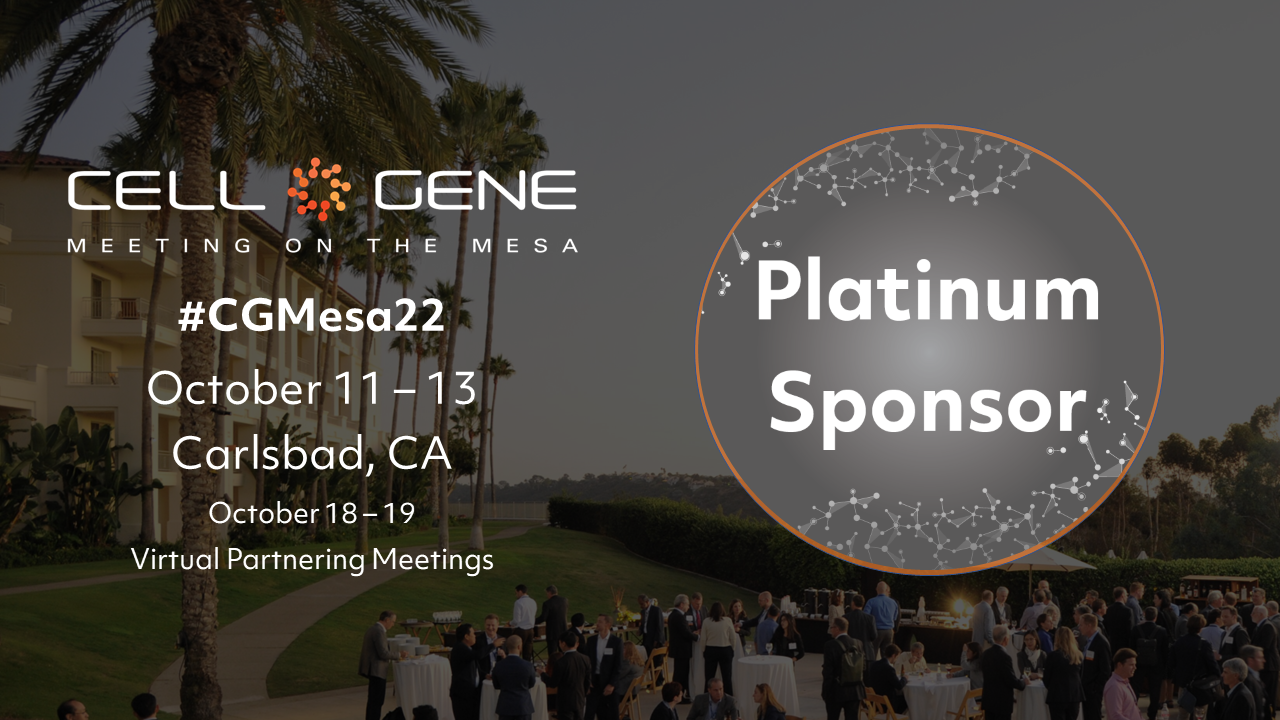 CELL GENE
MEETING ON THE MESA
#CGMesa22
October 11 – 13
Carlsbad, CA
October 18 – 19
Virtual Partnering Meetings
Platinum
Sponsor